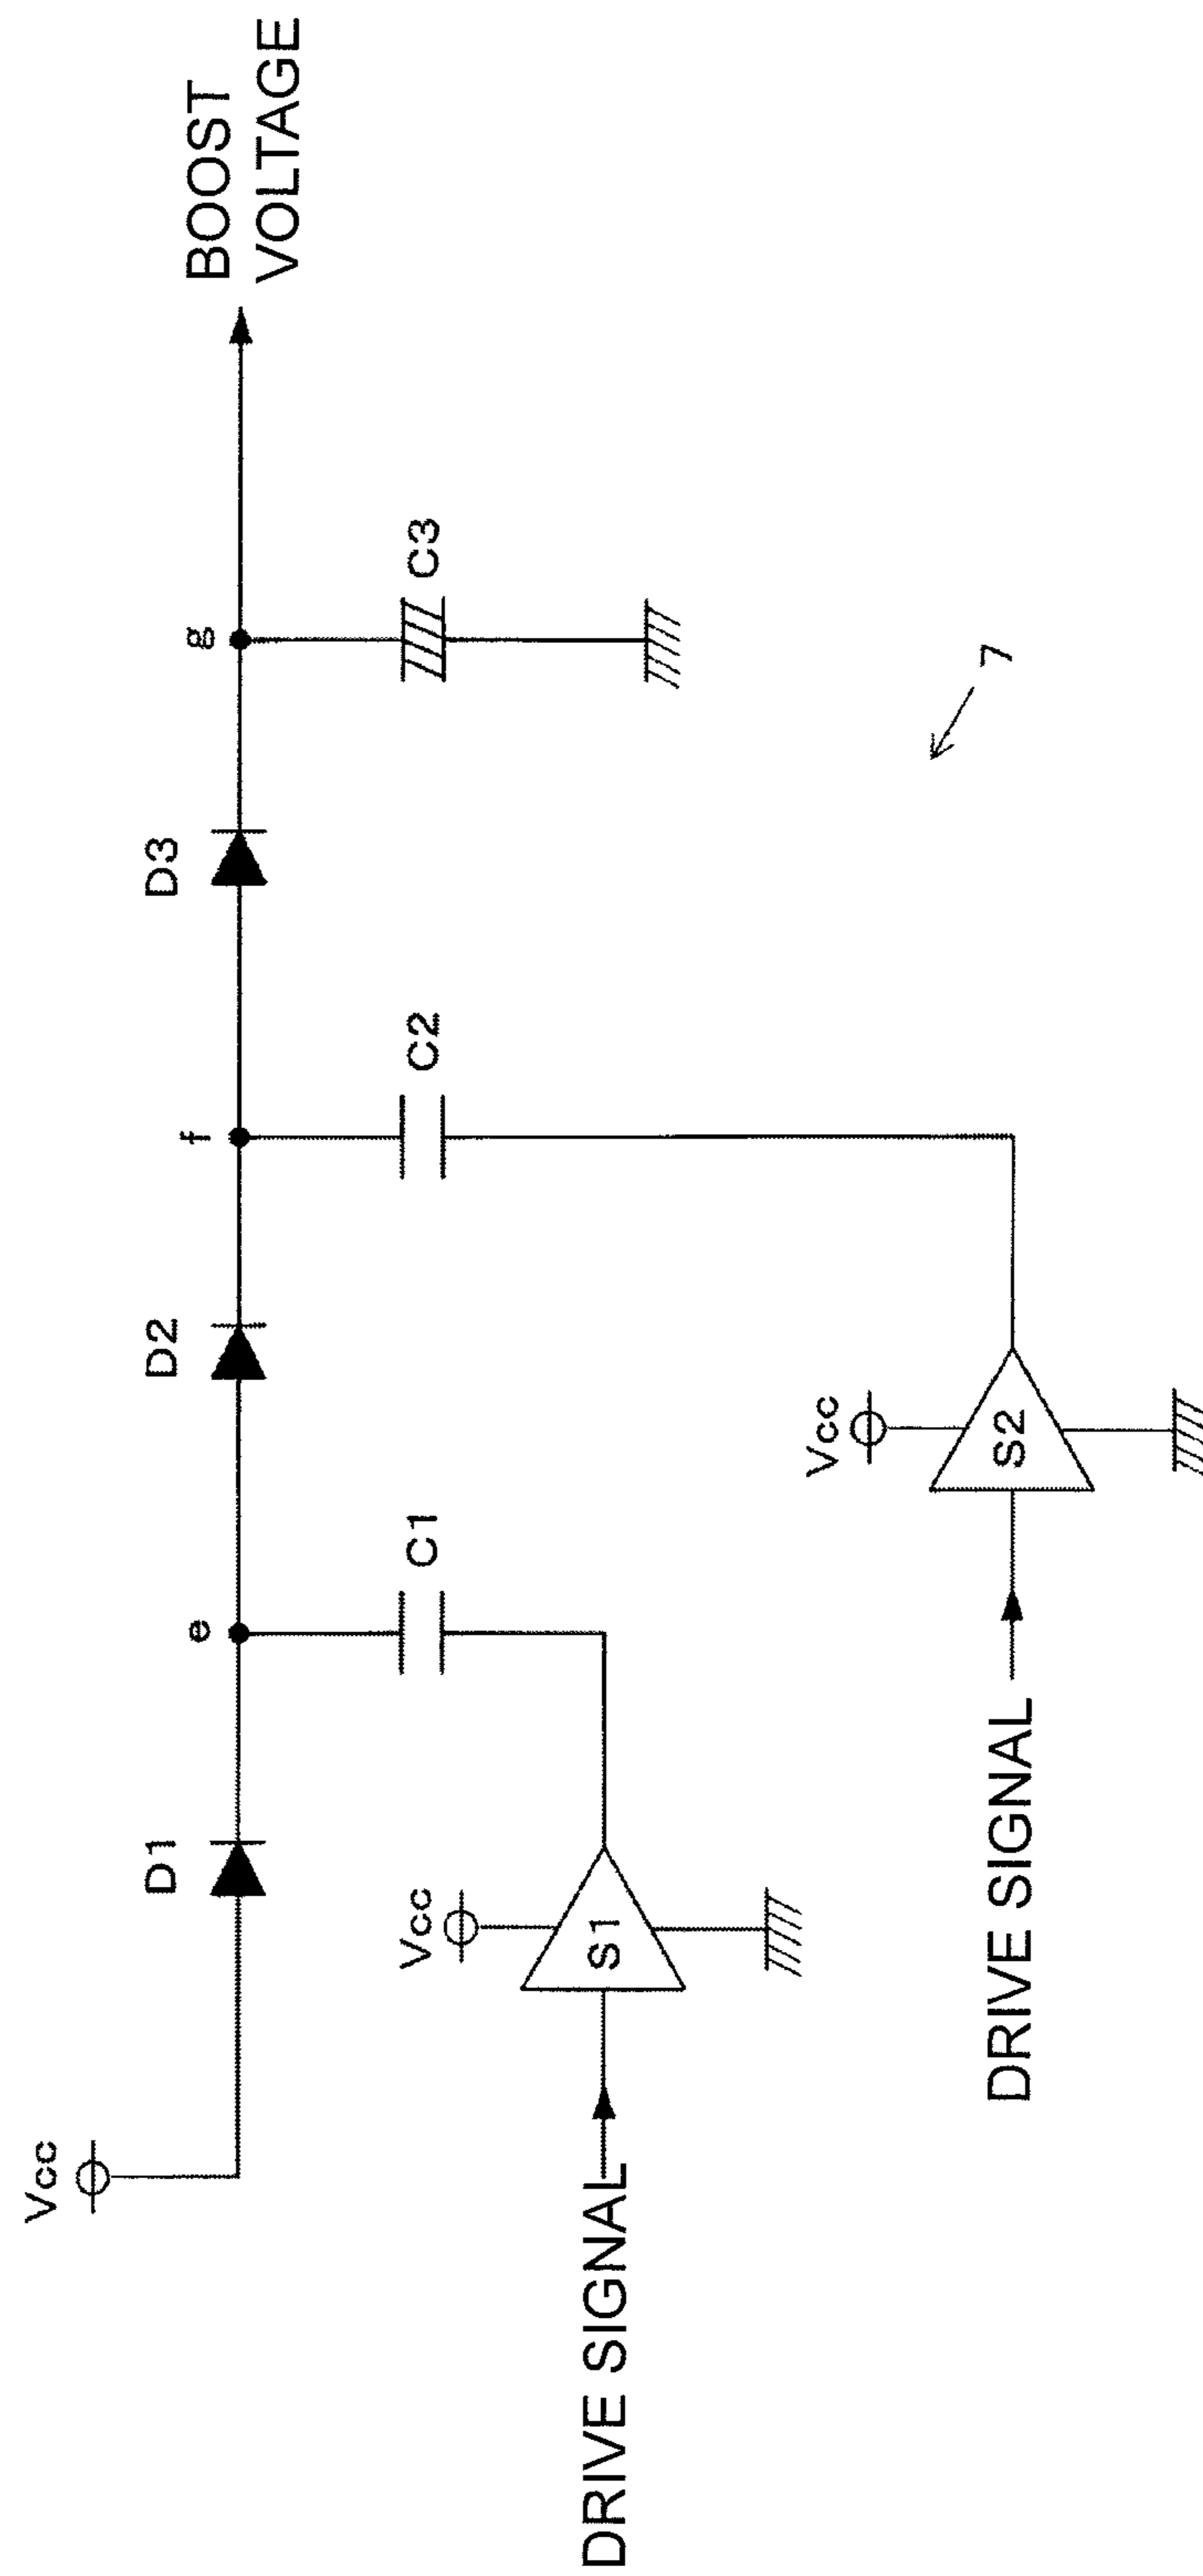 Vcc
D1
e
D2
f
D3
g
BOOST
VOLTAGE
C1
C2
C3
Vcc
S1
DRIVE SIGNAL
Vcc
S2
DRIVE SIGNAL
7